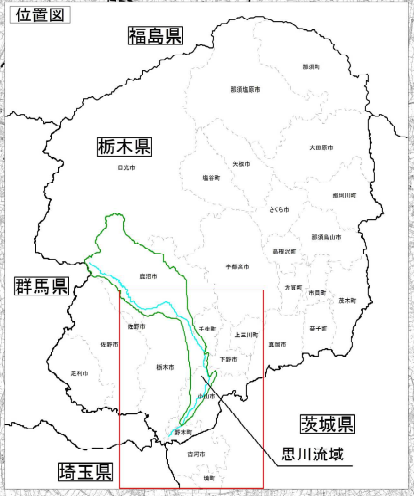 位置図
福島県
那須町
那須塩原市
栃木県
大田原市
日光市
矢板市
塩谷町
那珂川町
さくら市
那須烏山市
高根沢町
鹿沼市
宇都宮市
群馬県
芳賀町
市貝町
茂木町
壬生町
上三川町
益子町
真岡市
佐野市
下野市
栃木市
足利市
小山市
野木町
茨城県
思川流域
古河市
埼玉県
境町